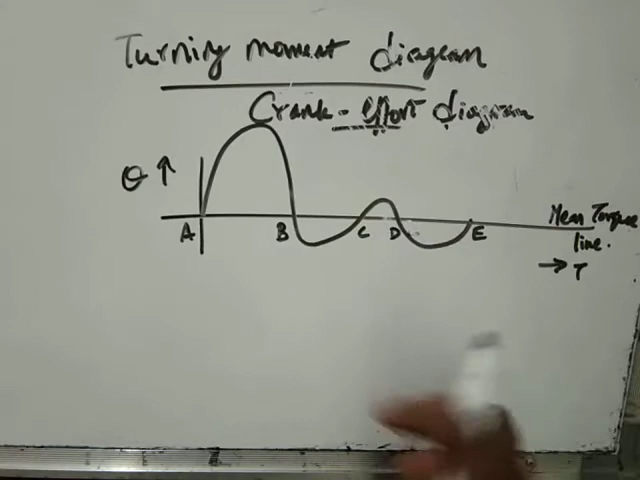 Turning moment diagram
Crank-effort diagram
θ ↑
A B C D E
Mean Torque
line.
→ T